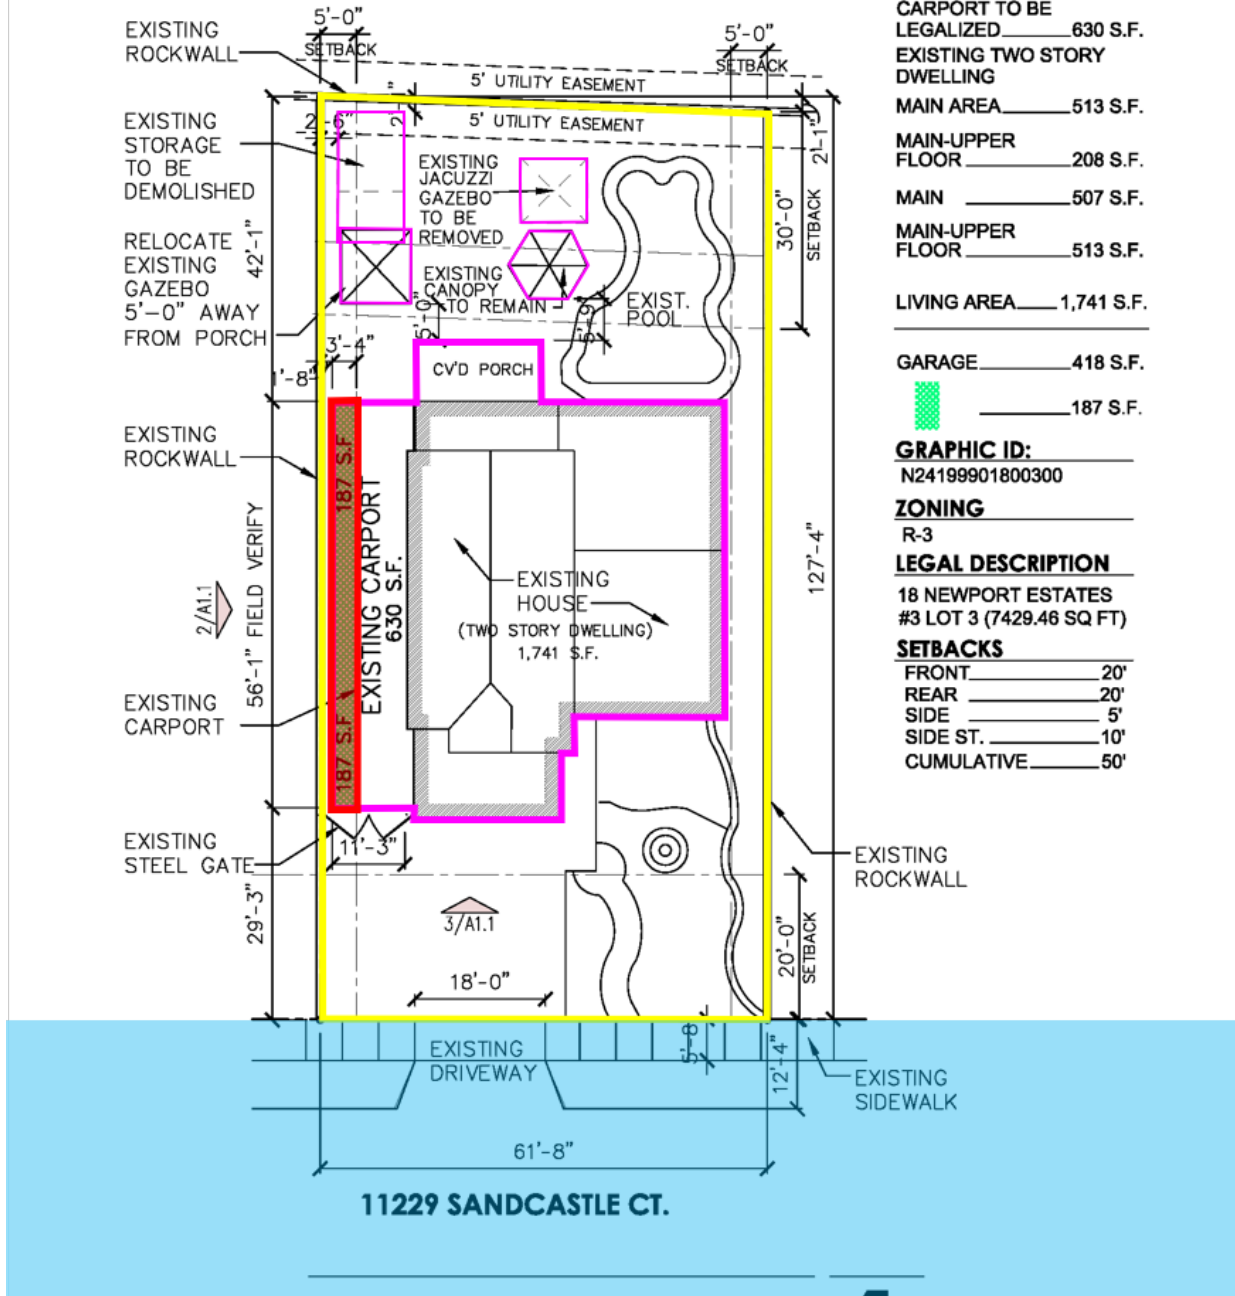 5'-0"
SETBACK
5'-0"
SETBACK
EXISTING
ROCKWALL
5' UTILITY EASEMENT
5' UTILITY EASEMENT
EXISTING
STORAGE
TO BE
DEMOLISHED
2'-6"
2'-1"
EXISTING
JACUZZI
GAZEBO
TO BE
REMOVED
30'-0"
SETBACK
42'-1"
RELOCATE
EXISTING
GAZEBO
5'-0" AWAY
FROM PORCH
EXISTING
CANOPY
TO REMAIN
5'-0"
5'-9"
EXIST.
POOL
3'-4"
1'-8"
CV'D PORCH
EXISTING
ROCKWALL
187 S.F
187 S.F
EXISTING CARPORT
630 S.F.
56'-1" FIELD VERIFY
2/A1.1
EXISTING
HOUSE
(TWO STORY DWELLING)
1,741 S.F.
127'-4"
EXISTING
CARPORT
EXISTING
STEEL GATE
11'-3"
EXISTING
ROCKWALL
29'-3"
3/A1.1
20'-0"
SETBACK
18'-0"
EXISTING
DRIVEWAY
5'-8
12'-4"
EXISTING
SIDEWALK
61'-8"
11229 SANDCASTLE CT.
CARPORT TO BE
LEGALIZED 630 S.F.
EXISTING TWO STORY
DWELLING
MAIN AREA 513 S.F.
MAIN-UPPER
FLOOR 208 S.F.
MAIN 507 S.F.
MAIN-UPPER
FLOOR 513 S.F.
LIVING AREA 1,741 S.F.
GARAGE 418 S.F.
187 S.F.
GRAPHIC ID:
N24199901800300
ZONING
R-3
LEGAL DESCRIPTION
18 NEWPORT ESTATES
#3 LOT 3 (7429.46 SQ FT)
SETBACKS
FRONT 20'
REAR 20'
SIDE 5'
SIDE ST. 10'
CUMULATIVE 50'